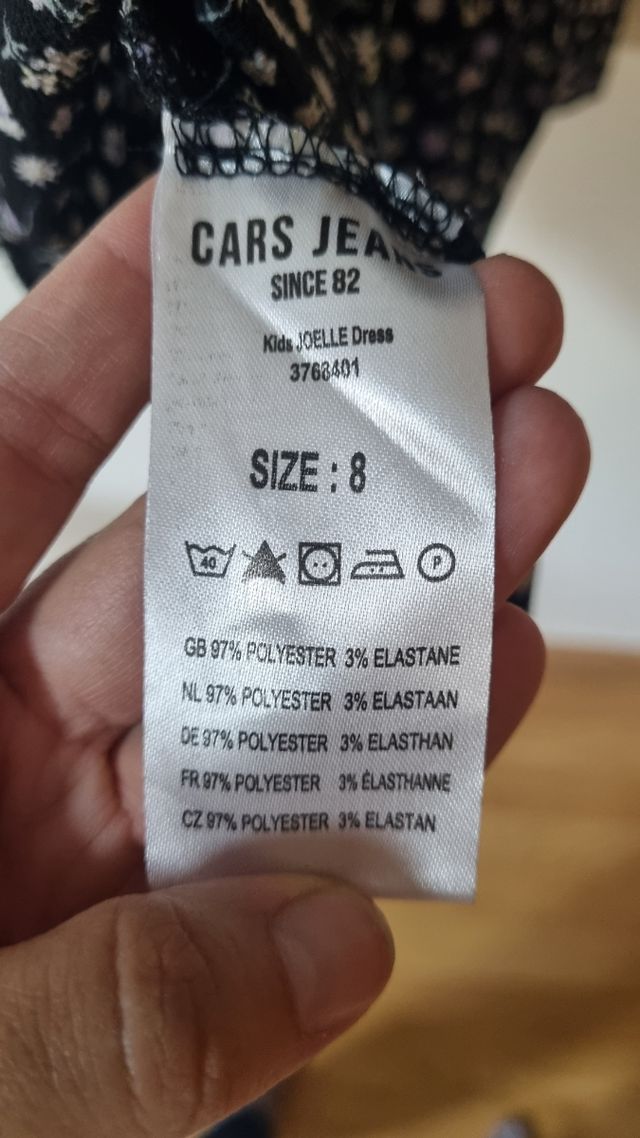 CARS JEANS
SINCE 82
Kids JOELLE Dress
3768401
SIZE : 8
40 P
GB 97% POLYESTER 3% ELASTANE
NL 97% POLYESTER 3% ELASTAAN
DE 97% POLYESTER 3% ELASTHAN
FR 97% POLYESTER 3% ÉLASTHANNE
CZ 97% POLYESTER 3% ELASTAN